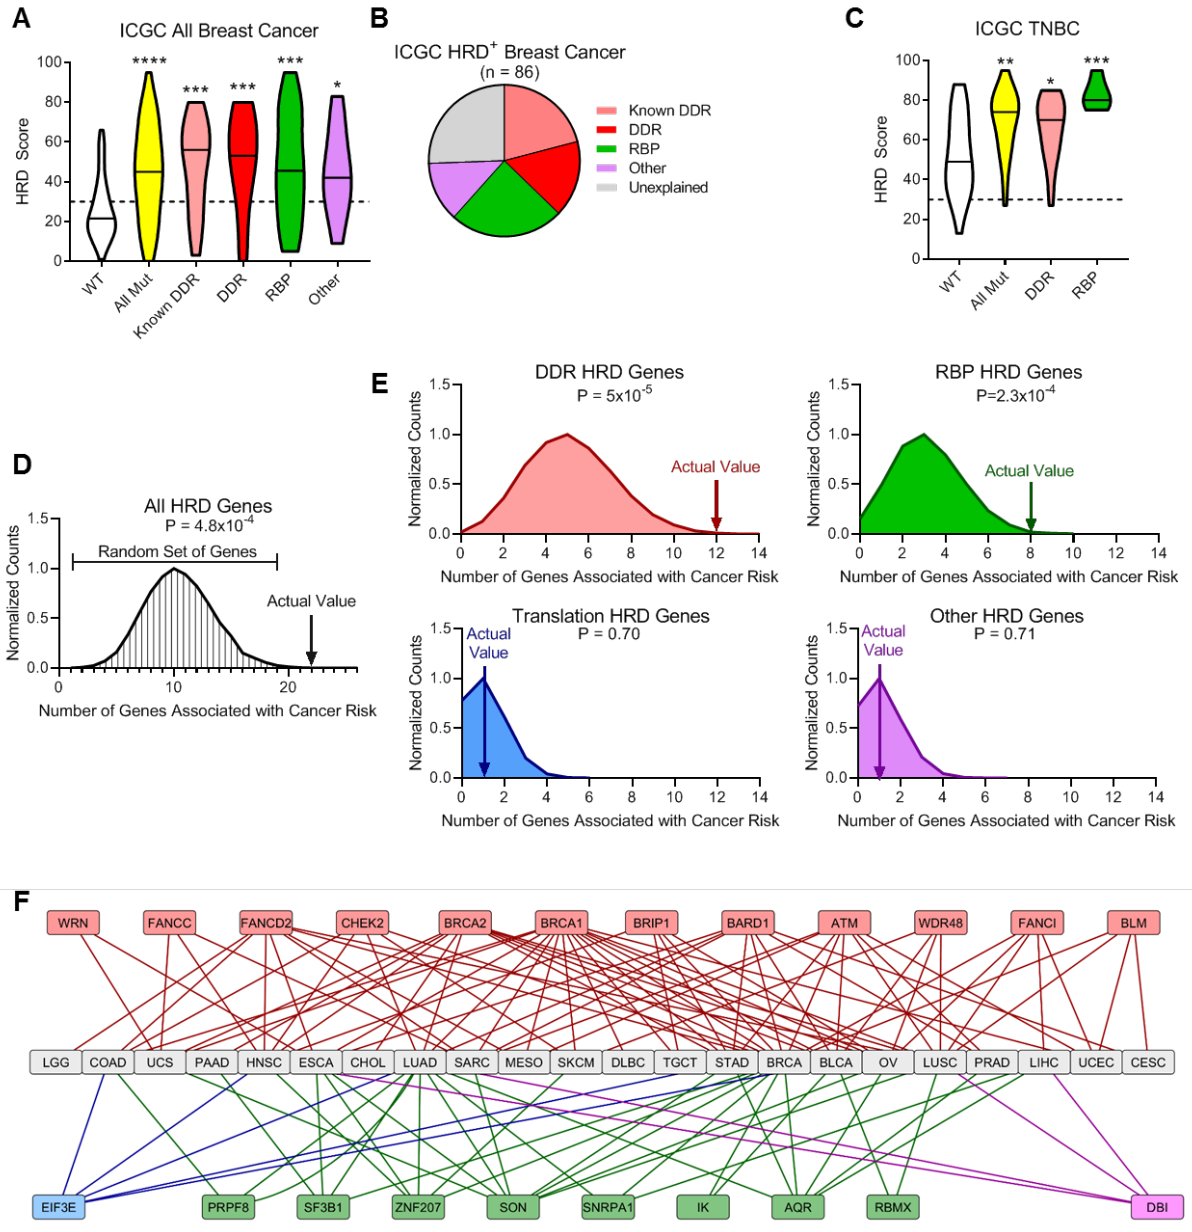 A
ICGC All Breast Cancer
HRD Score
100
80
60
40
20
0
****
***
***
***
*
WT
All Mut
Known DDR
DDR
RBP
Other
B
ICGC HRD+ Breast Cancer
(n = 86)
Known DDR
DDR
RBP
Other
Unexplained
C
ICGC TNBC
HRD Score
100
80
60
40
20
0
**
*
***
WT
All Mut
DDR
RBP
D
All HRD Genes
P = 4.8x10-4
Random Set of Genes
Actual Value
Normalized Counts
1.5
1.0
0.5
0.0
0 10 20
Number of Genes Associated with Cancer Risk
E
DDR HRD Genes
P = 5x10-5
Actual Value
Normalized Counts
1.5
1.0
0.5
0.0
0 2 4 6 8 10 12 14
Number of Genes Associated with Cancer Risk
RBP HRD Genes
P=2.3x10-4
Actual Value
Normalized Counts
1.5
1.0
0.5
0.0
0 2 4 6 8 10 12 14
Number of Genes Associated with Cancer Risk
Translation HRD Genes
P = 0.70
Actual
Value
Normalized Counts
1.5
1.0
0.5
0.0
0 2 4 6 8 10 12 14
Number of Genes Associated with Cancer Risk
Other HRD Genes
P = 0.71
Actual
Value
Normalized Counts
1.5
1.0
0.5
0.0
0 2 4 6 8 10 12 14
Number of Genes Associated with Cancer Risk
F
WRN FANCC FANCD2 CHEK2 BRCA2 BRCA1 BRIP1 BARD1 ATM WDR48 FANCI BLM
LGG COAD UCS PAAD HNSC ESCA CHOL LUAD SARC MESO SKCM DLBC TGCT STAD BRCA BLCA OV LUSC PRAD LIHC UCEC CESC
EIF3E PRPF8 SF3B1 ZNF207 SON SNRPA1 IK AQR RBMX DBI